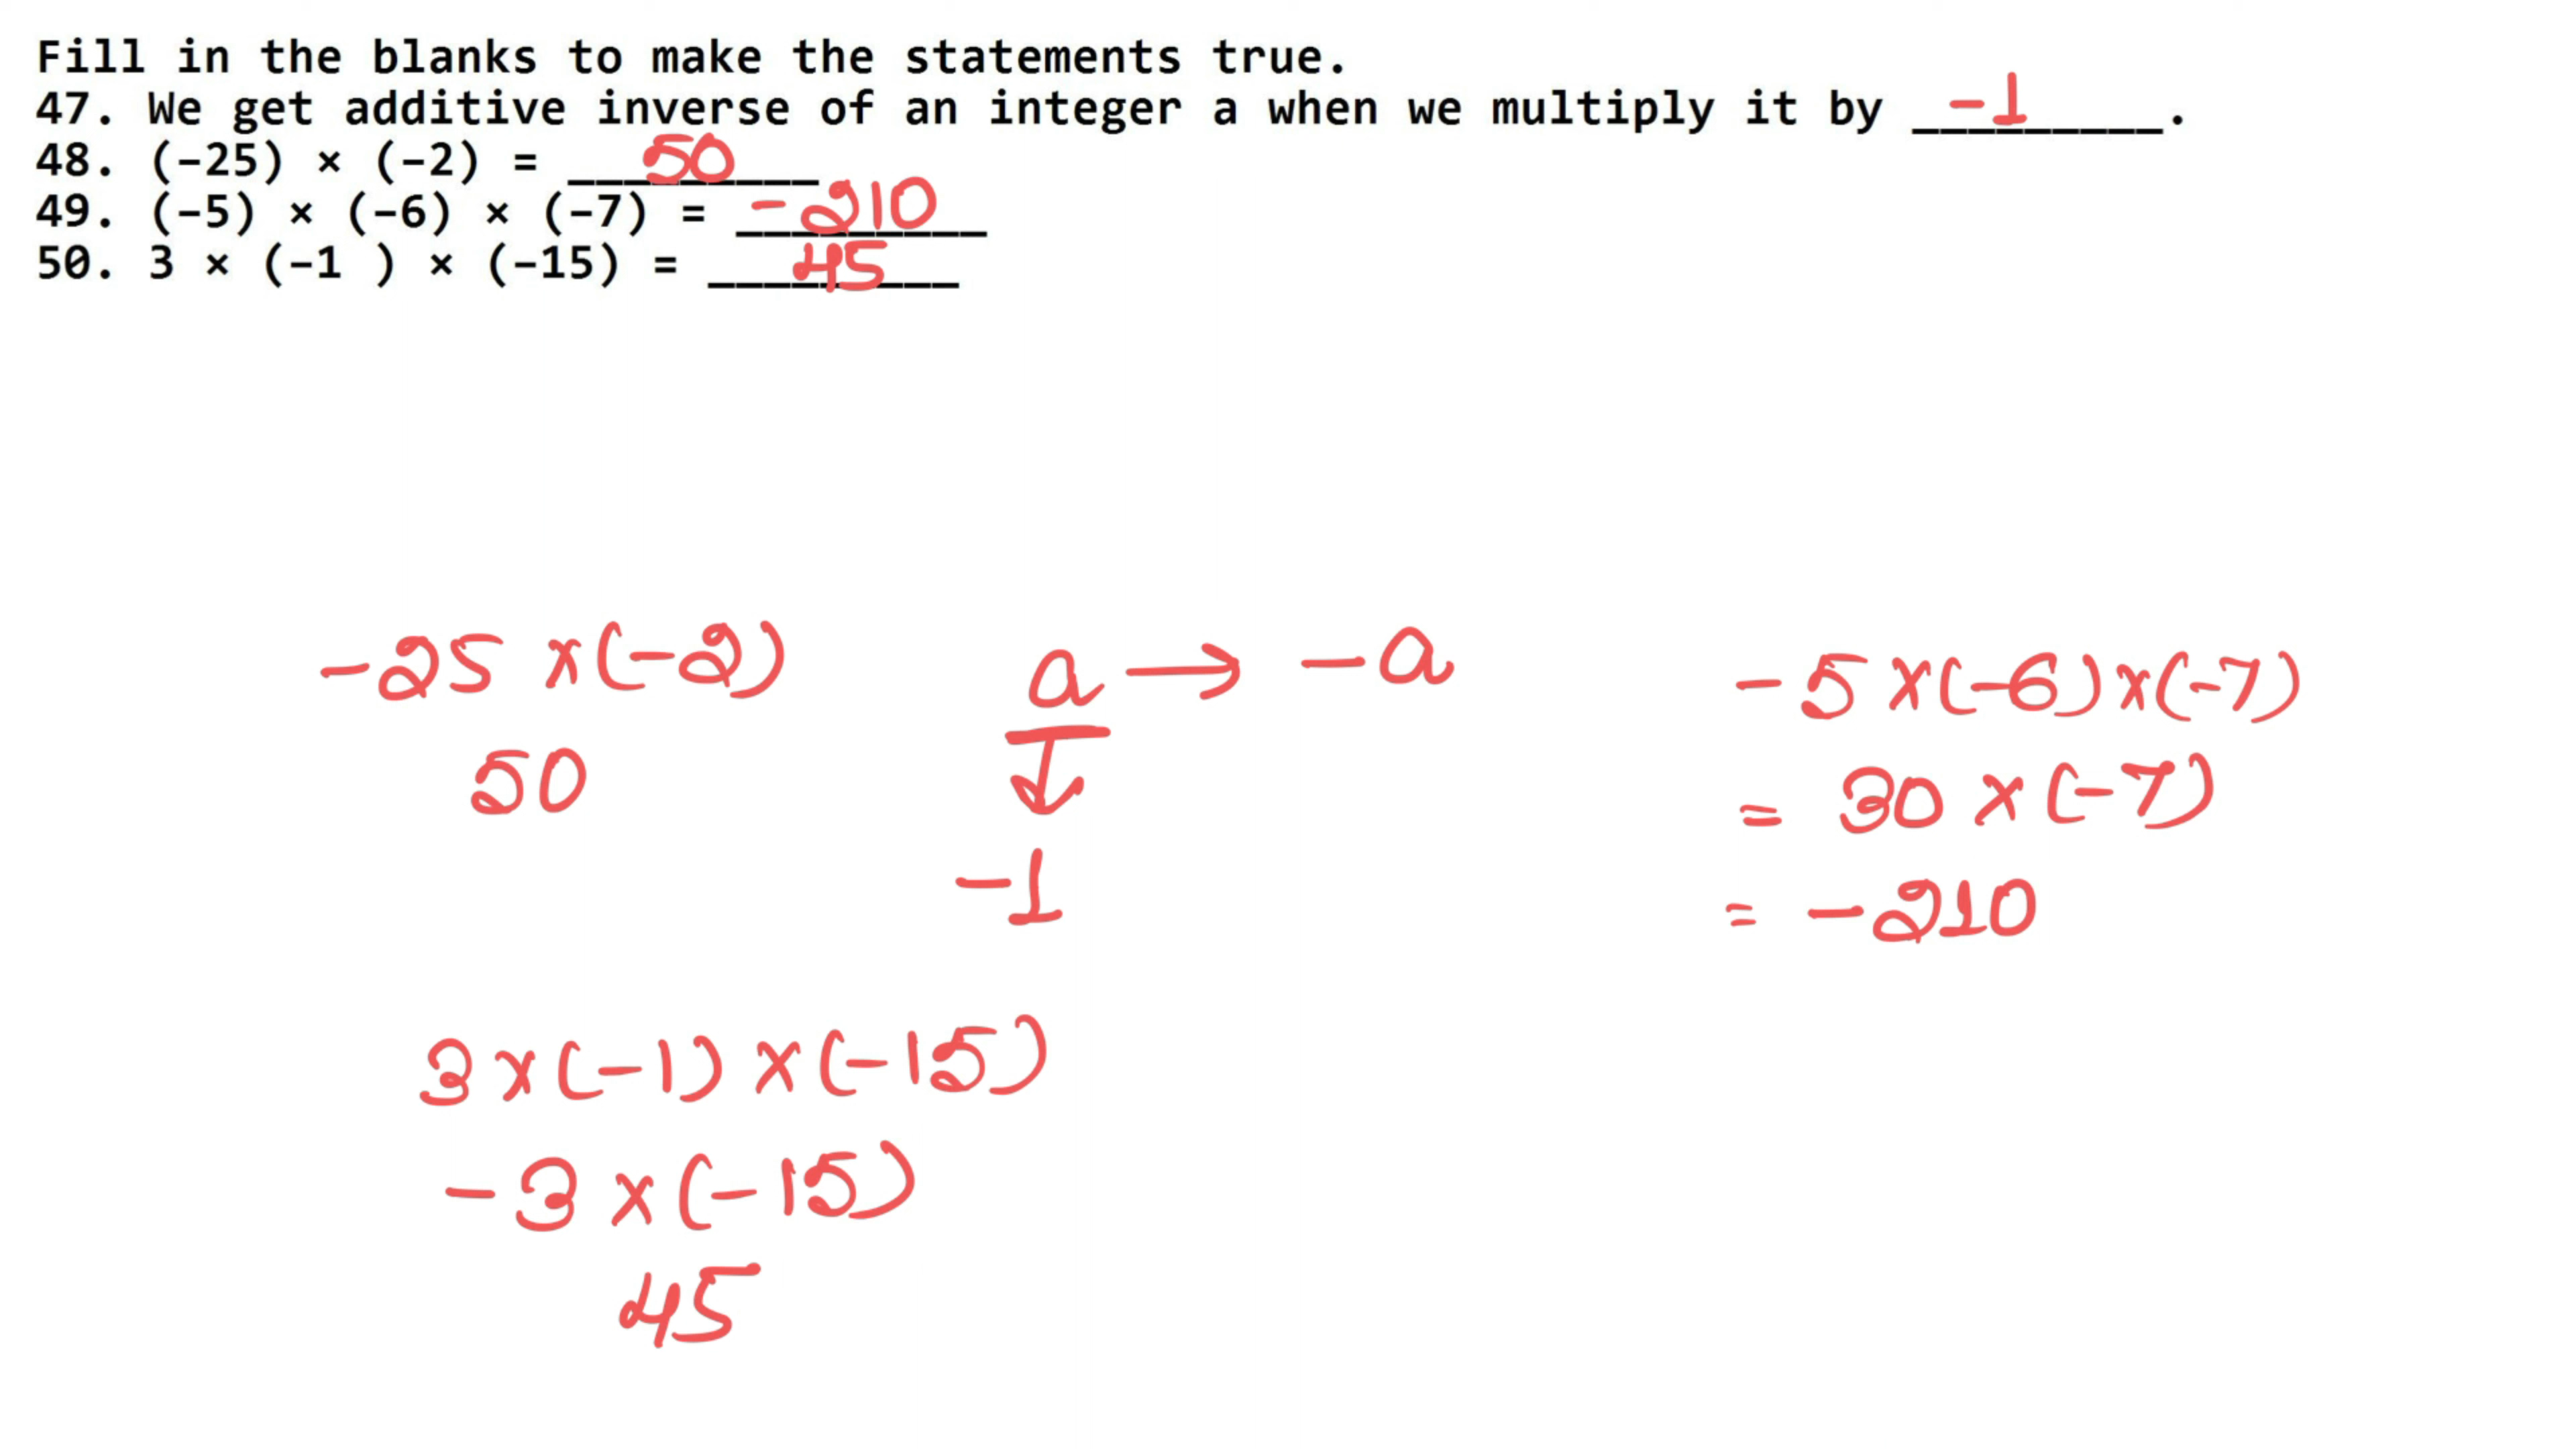 Fill in the blanks to make the statements true.
47. We get additive inverse of an integer a when we multiply it by -1.
48. (-25) × (-2) = 50
49. (-5) × (-6) × (-7) = -210
50. 3 × (-1 ) × (-15) = 45
-25 ×(-2)
50
a → -a
↓
-1
-5 ×(-6)×(-7)
= 30 ×(-7)
= -210
3×(-1) ×(-15)
-3 ×(-15)
45